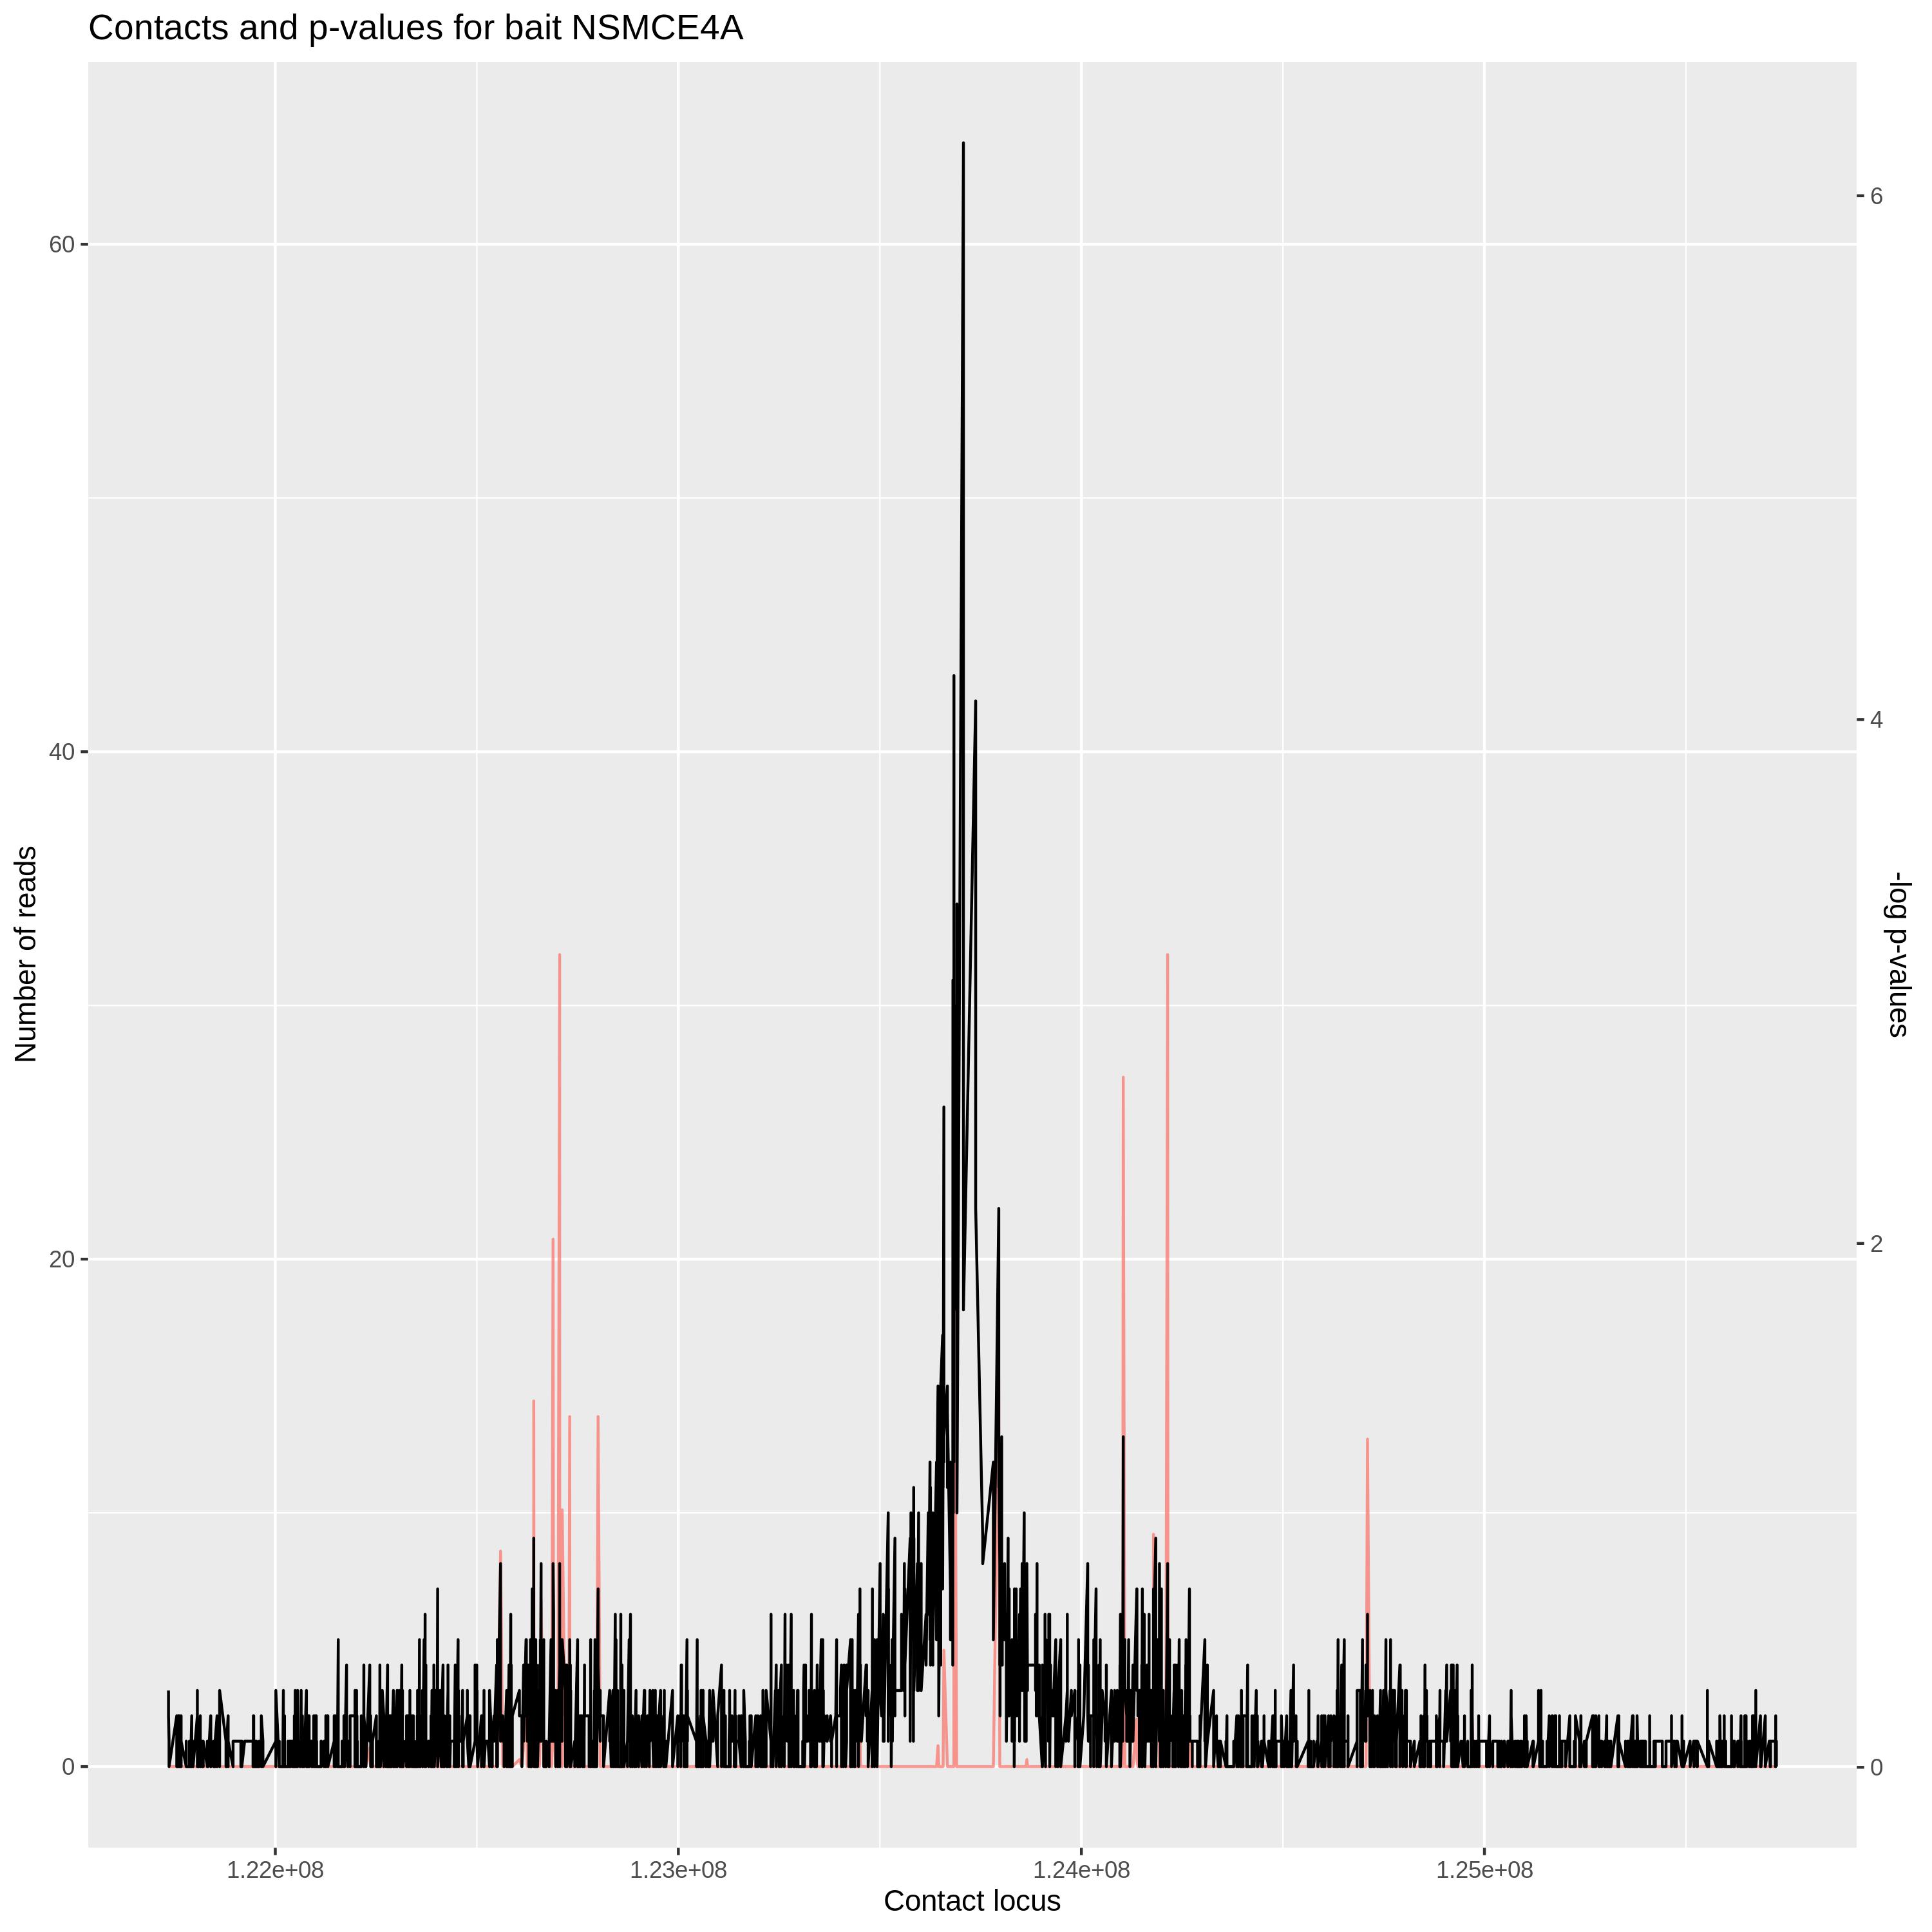 Contacts and p-values for bait NSMCE4A
60
40
20
0
Number of reads
6
4
2
0
-log p-values
1.22e+08 1.23e+08 1.24e+08 1.25e+08
Contact locus